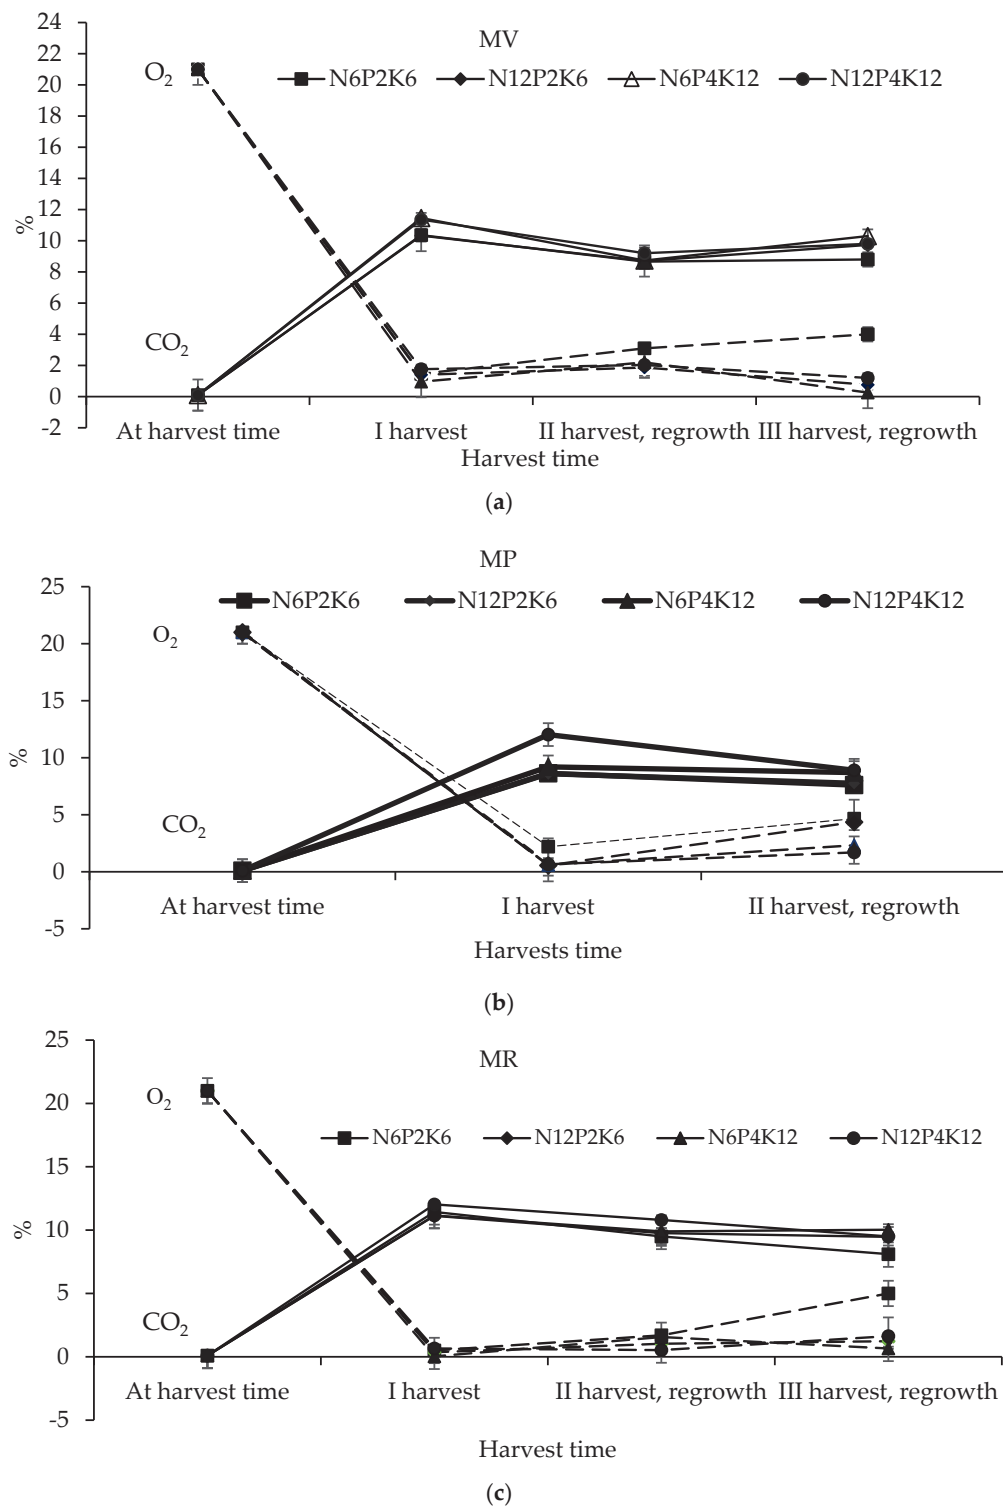 MV
N6P2K6 N12P2K6 N6P4K12 N12P4K12
24
22
20
18
16
14
12
10
8
6
4
2
0
-2
%
O2
CO2
At harvest time I harvest II harvest, regrowth III harvest, regrowth
Harvest time
(a)
MP
N6P2K6 N12P2K6 N6P4K12 N12P4K12
25
20
15
10
5
0
-5
%
O2
CO2
At harvest time I harvest II harvest, regrowth
Harvests time
(b)
MR
N6P2K6 N12P2K6 N6P4K12 N12P4K12
25
20
15
10
5
0
-5
%
O2
CO2
At harvest time I harvest II harvest, regrowth III harvest, regrowth
Harvest time
(c)